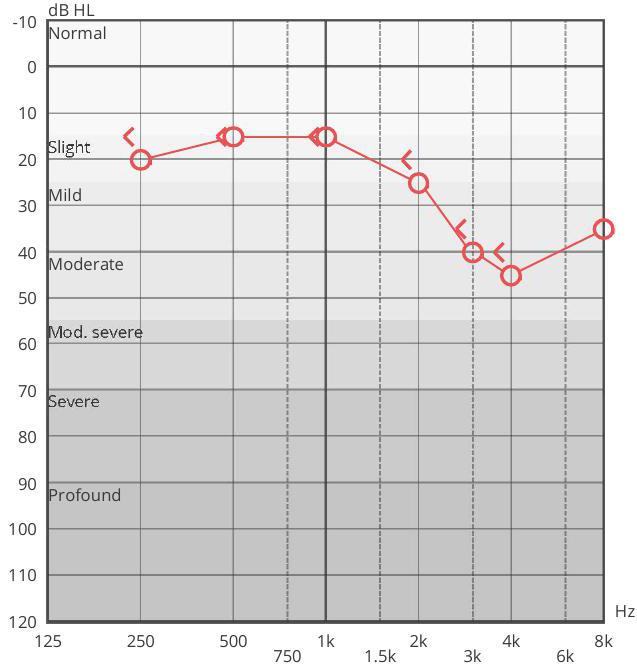 dB HL
-10
Normal
0
10
Slight
20
Mild
30
40
Moderate
50
Mod. severe
60
70
Severe
80
90
Profound
100
110
120
Hz
125 250 500 1k 2k 4k 8k
750 1.5k 3k 6k